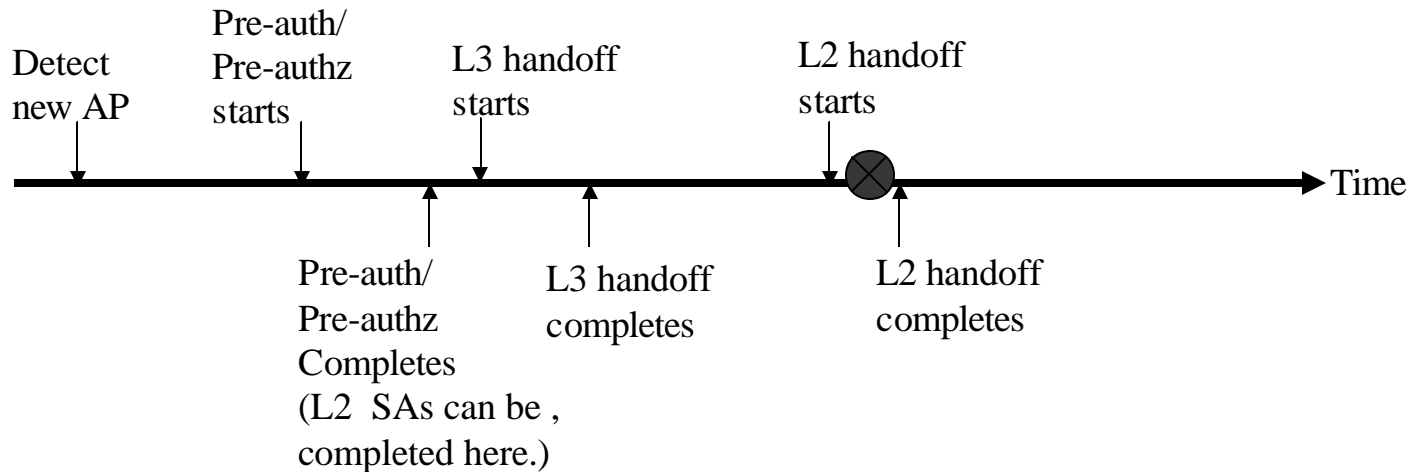 Detect
new AP
Pre-auth/
Pre-authz
starts
L3 handoff
starts
L2 handoff
starts
Time
Pre-auth/
Pre-authz
Completes
(L2  SAs can be ,
completed here.)
L3 handoff
completes
L2 handoff
completes